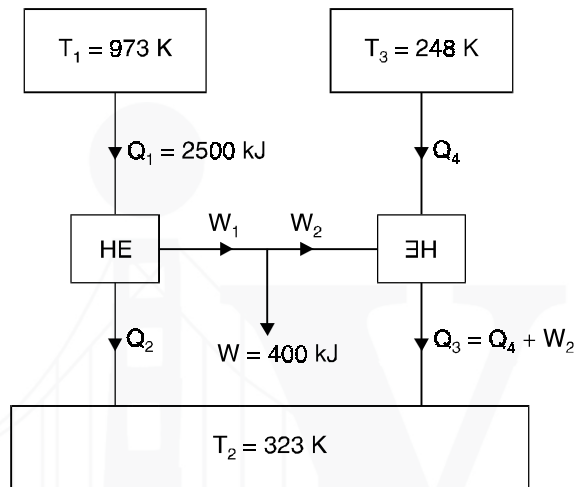 T₁ = 973 K
T₃ = 248 K
Q₁ = 2500 kJ
Q₄
W₁
W₂
HE
ƎH
Q₂
W = 400 kJ
Q₃ = Q₄ + W₂
T₂ = 323 K